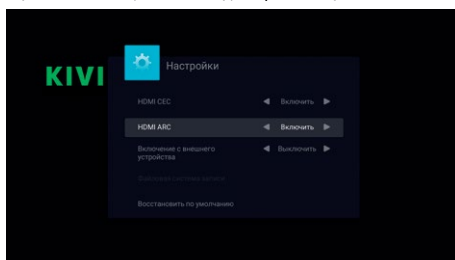 KIVI
Настройки
HDMI CEC
Включить
HDMI ARC
Включить
Включение с внешнего
устройства
Выключить
Восстановить по умолчанию